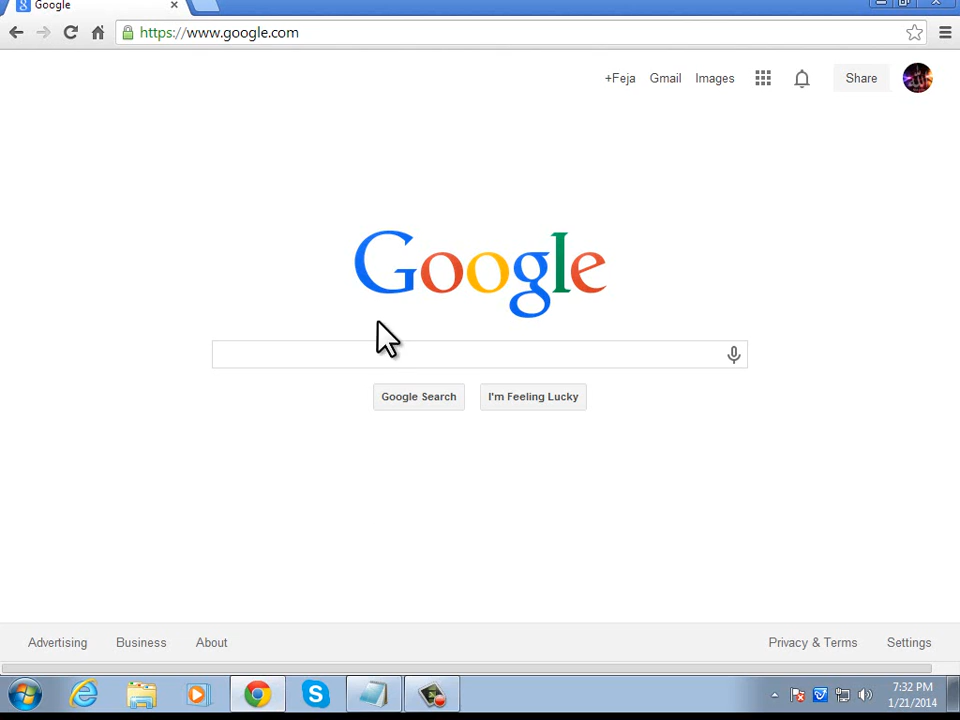 Google
https://www.google.com
+Feja Gmail Images Share
Google
Google Search I'm Feeling Lucky
Advertising Business About Privacy & Terms Settings
7:32 PM
1/21/2014